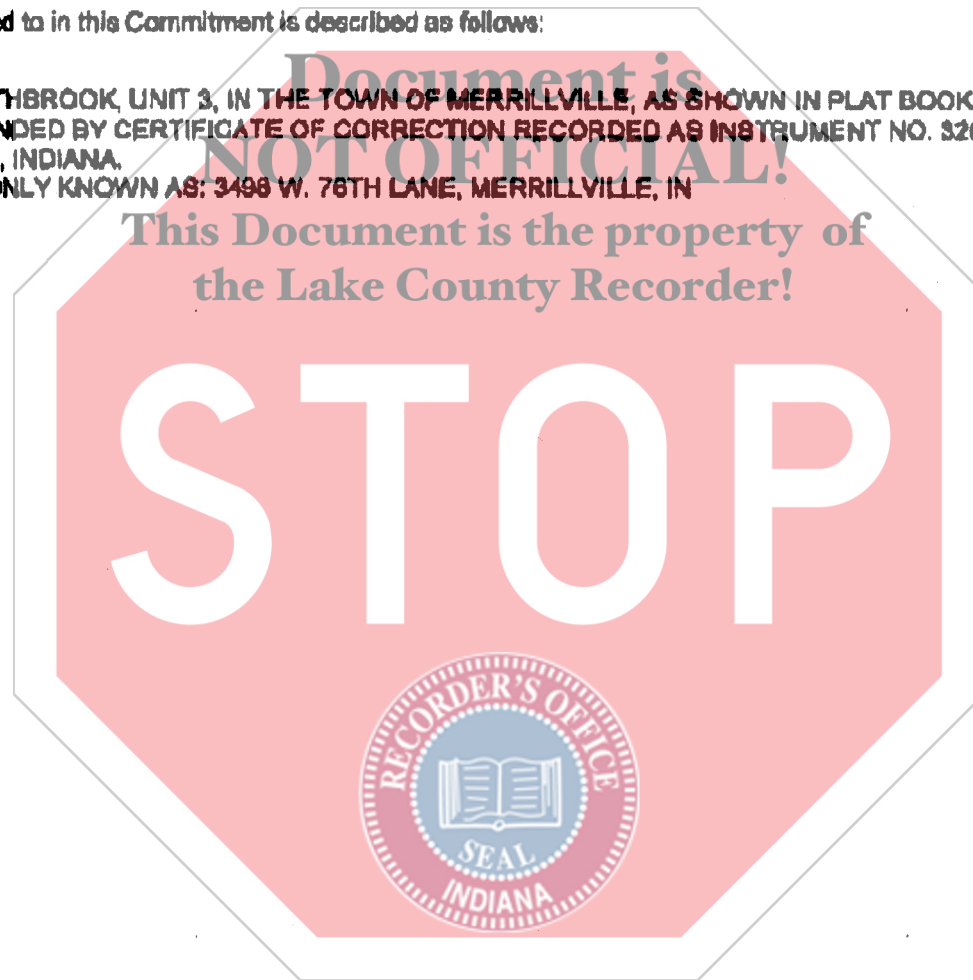 ed to in this Commitment is described as follows:
Document is
THBROOK, UNIT 3, IN THE TOWN OF MERRILLVILLE, AS SHOWN IN PLAT BOOK
NDED BY CERTIFICATE OF CORRECTION RECORDED AS INSTRUMENT NO. 32
NOT OFFICIAL!
, INDIANA.
ONLY KNOWN AS: 3498 W. 76TH LANE, MERRILLVILLE, IN
This Document is the property of
the Lake County Recorder!
STOP
RECORDER'S OFFICE
SEAL
INDIANA